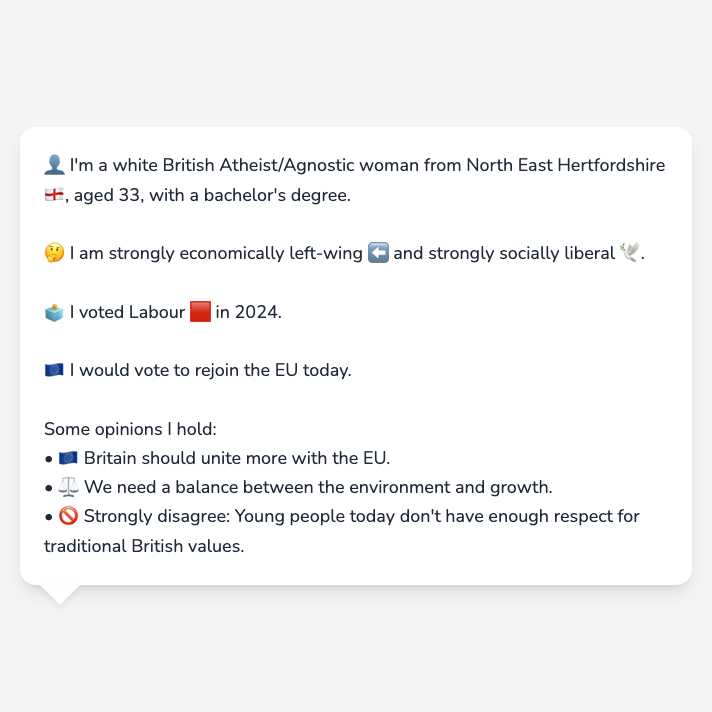 👤 I'm a white British Atheist/Agnostic woman from North East Hertfordshire
🏴󠁧󠁢󠁥󠁮󠁧󠁿, aged 33, with a bachelor's degree.
🤔 I am strongly economically left-wing ⬅️ and strongly socially liberal 🕊️.
🗳️ I voted Labour 🟥 in 2024.
🇪🇺 I would vote to rejoin the EU today.
Some opinions I hold:
• 🇪🇺 Britain should unite more with the EU.
• ⚖️ We need a balance between the environment and growth.
• 🚫 Strongly disagree: Young people today don't have enough respect for
traditional British values.